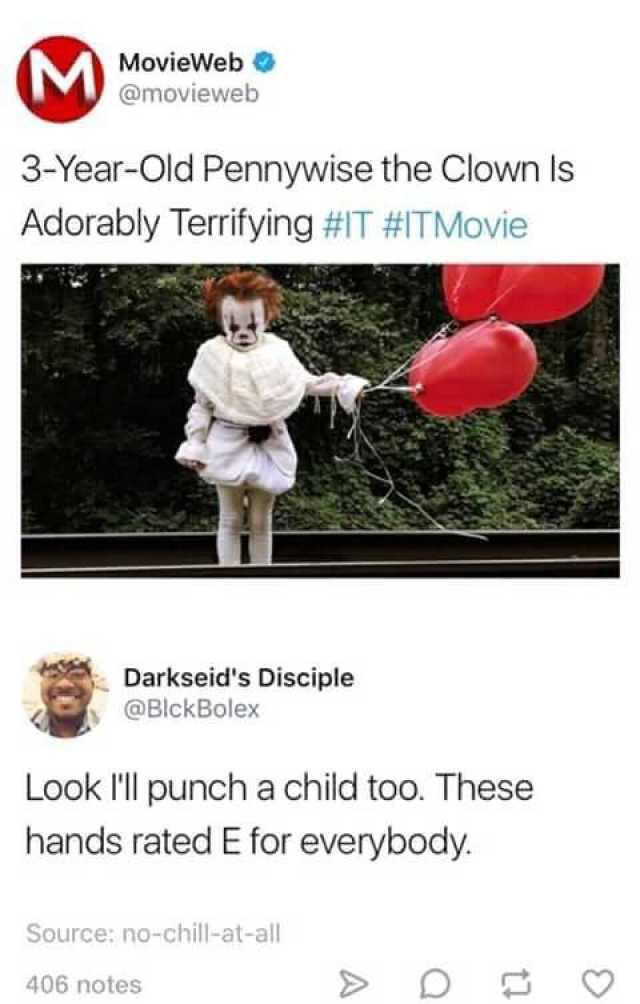 M
MovieWeb
@movieweb
3-Year-Old Pennywise the Clown Is
Adorably Terrifying #IT #ITMovie
Darkseid's Disciple
@BlckBolex
Look I'll punch a child too. These
hands rated E for everybody.
Source: no-chill-at-all
406 notes